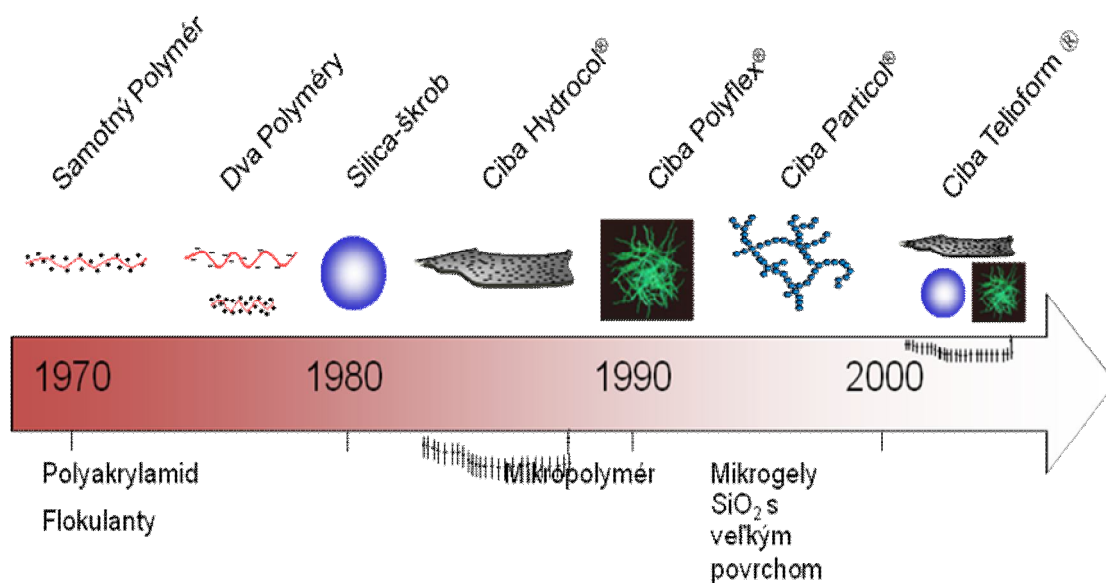 Samotný Polymér
Dva Polyméry
Silica-škrob
Ciba Hydrocol®
Ciba Polyflex®
Ciba Particol®
Ciba Telioform ®
1970
1980
1990
2000
Polyakrylamid
Flokulanty
Mikropolymér
Mikrogely
SiO₂ s
veľkým
povrchom